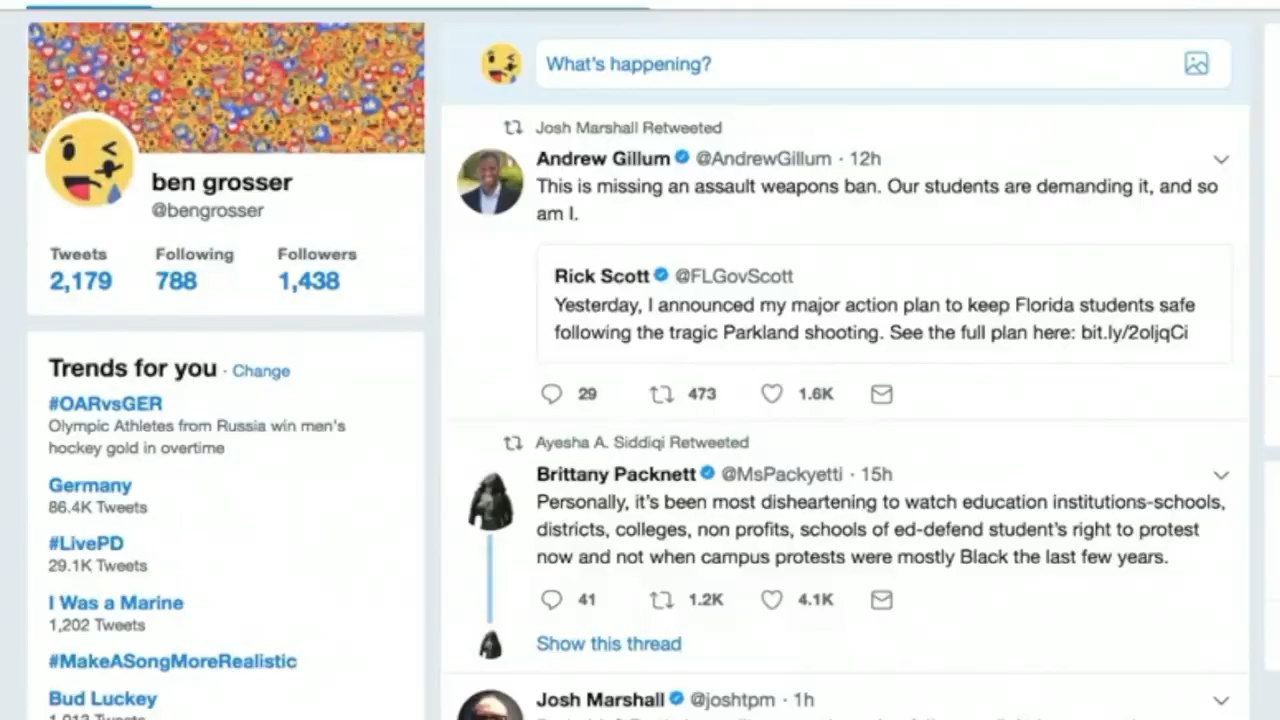 ben grosser
@bengrosser
Tweets Following Followers
2,179 788 1,438
Trends for you · Change
#OARvsGER
Olympic Athletes from Russia win men's
hockey gold in overtime
Germany
86.4K Tweets
#LivePD
29.1K Tweets
I Was a Marine
1,202 Tweets
#MakeASongMoreRealistic
Bud Luckey
What's happening?
Josh Marshall Retweeted
Andrew Gillum @AndrewGillum · 12h
This is missing an assault weapons ban. Our students are demanding it, and so
am I.
Rick Scott @FLGovScott
Yesterday, I announced my major action plan to keep Florida students safe
following the tragic Parkland shooting. See the full plan here: bit.ly/2oljqCi
29 473 1.6K
Ayesha A. Siddiqi Retweeted
Brittany Packnett @MsPackyetti · 15h
Personally, it's been most disheartening to watch education institutions-schools,
districts, colleges, non profits, schools of ed-defend student's right to protest
now and not when campus protests were mostly Black the last few years.
41 1.2K 4.1K
Show this thread
Josh Marshall @joshtpm · 1h